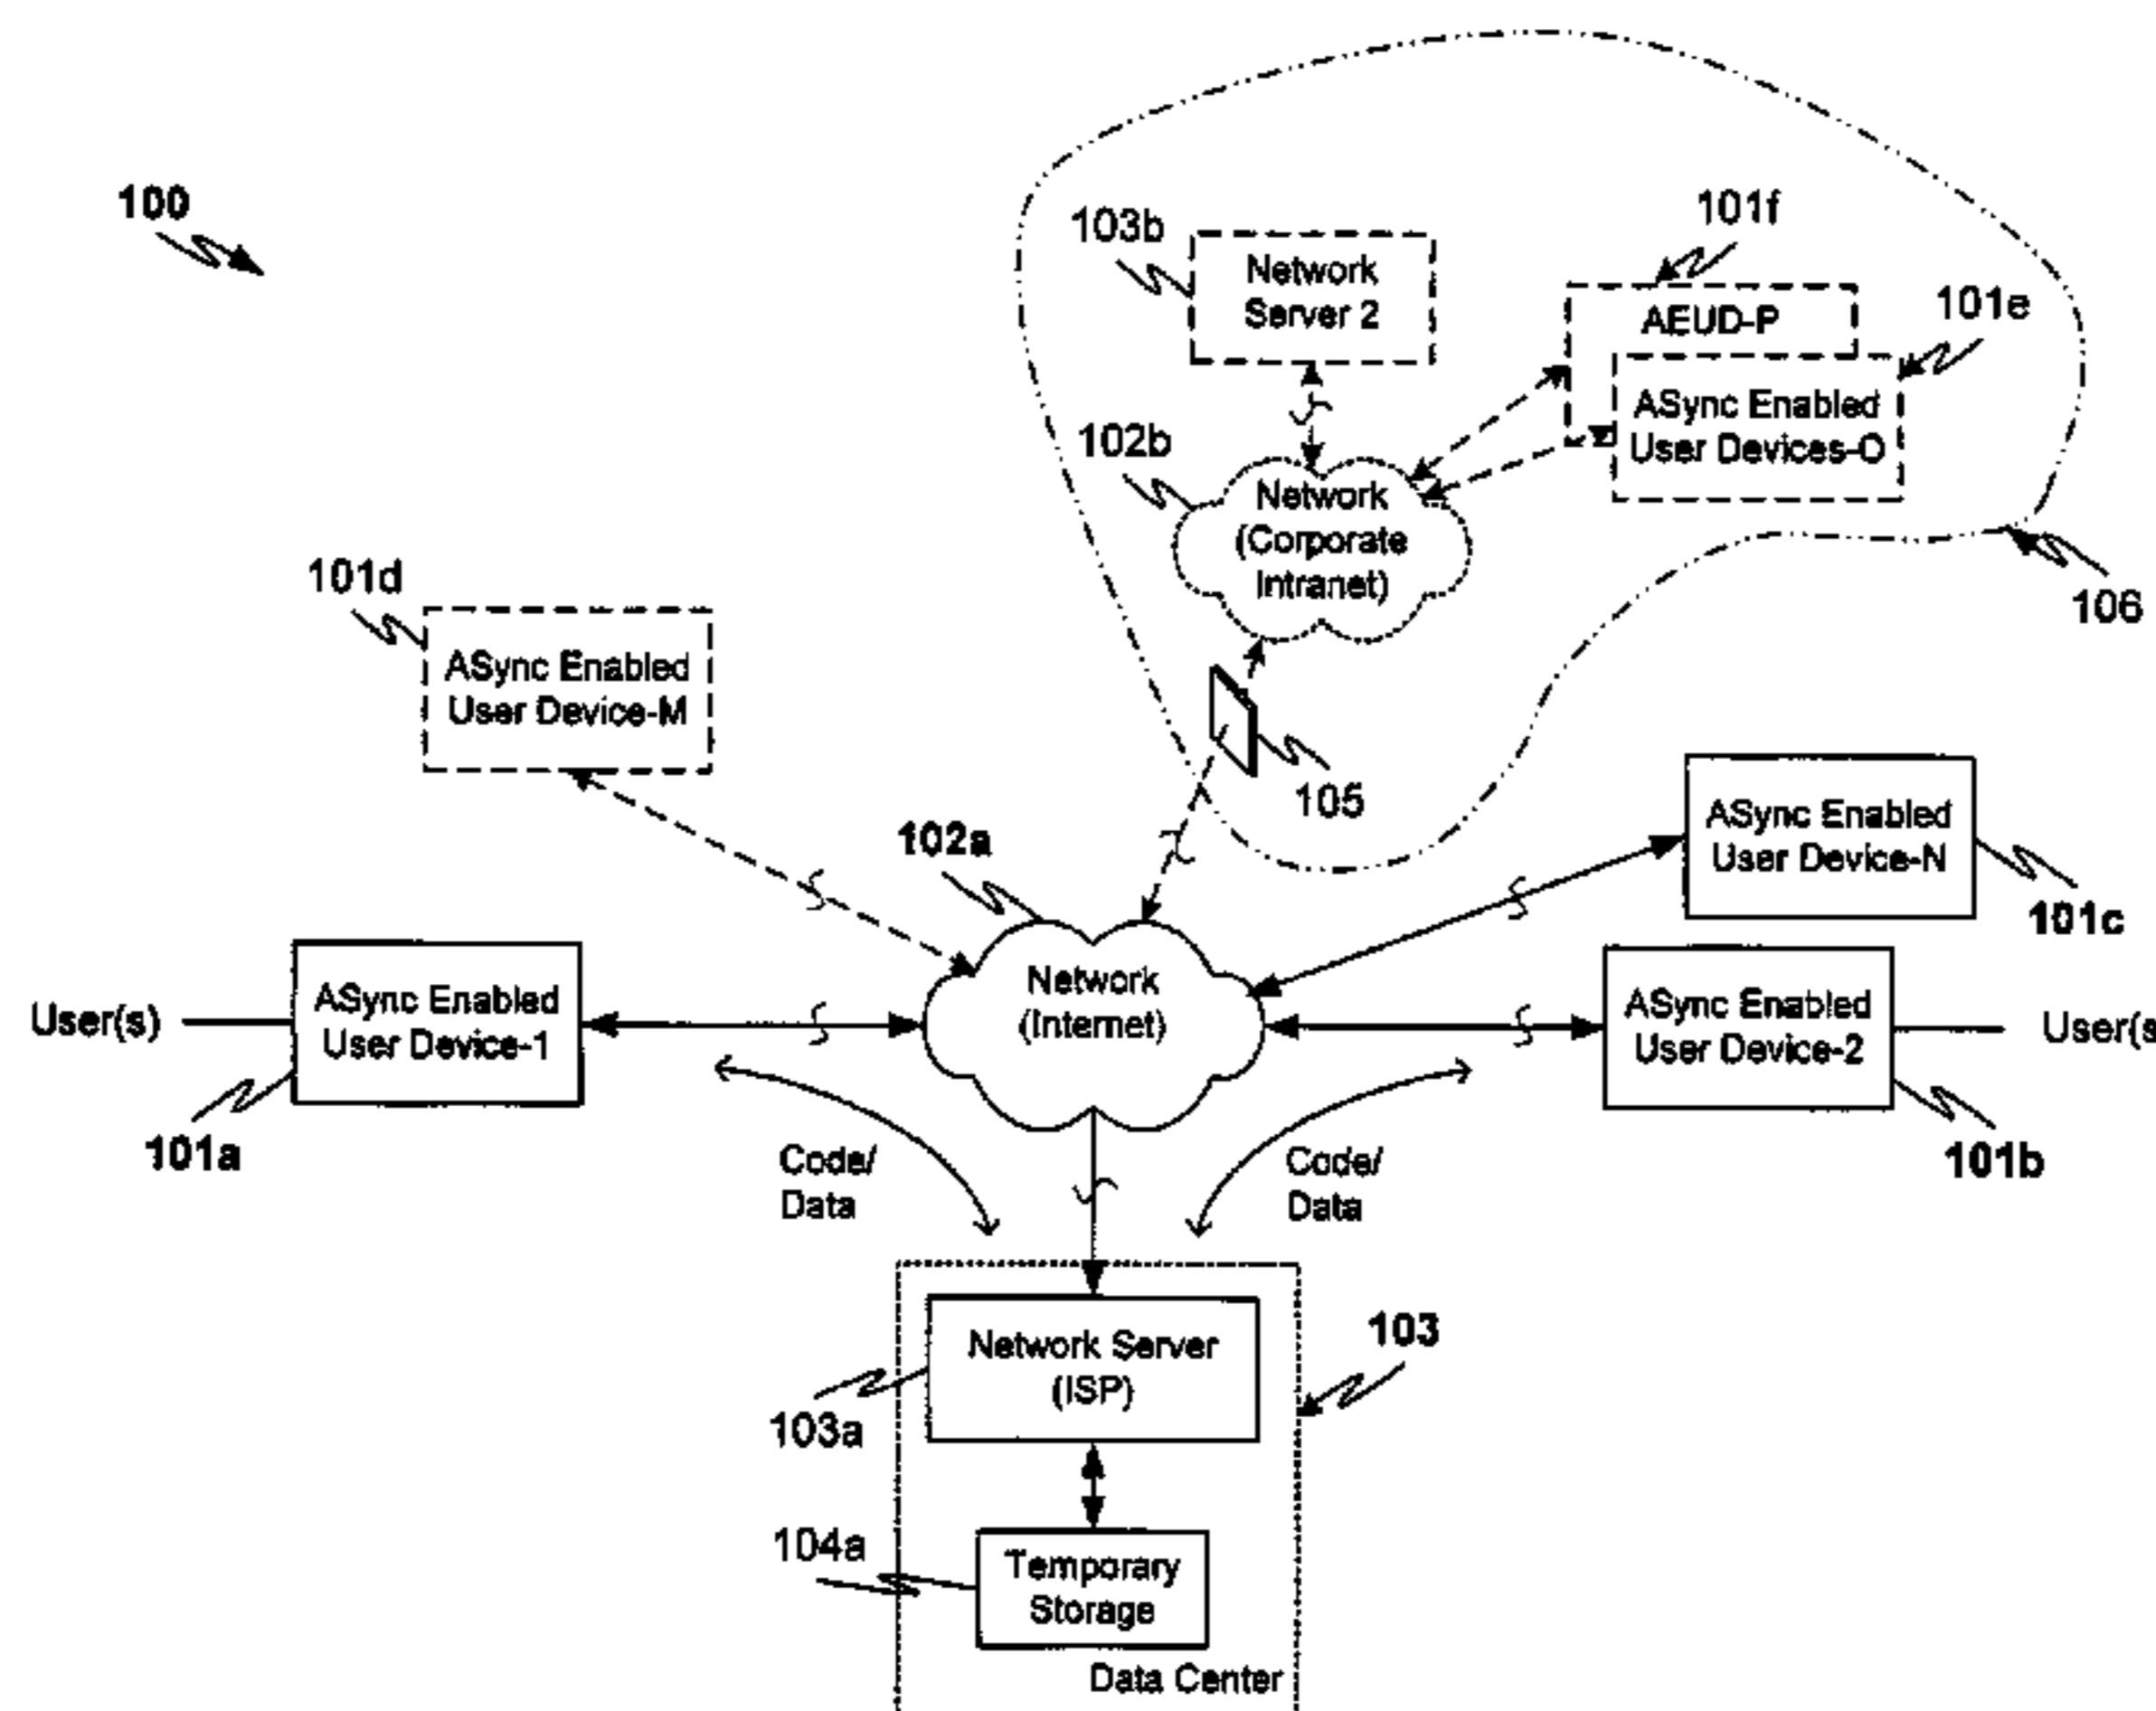 100
103b
Network
Server 2
101f
AEUD-P
101e
ASync Enabled
User Devices-O
102b
Network
(Corporate
Intranet)
106
101d
ASync Enabled
User Device-M
105
102a
ASync Enabled
User Device-N
101c
User(s)
ASync Enabled
User Device-1
101a
Network
(Internet)
ASync Enabled
User Device-2
User(s
101b
Code/
Data
Code/
Data
Network Server
(ISP)
103
103a
104a
Temporary
Storage
Data Center